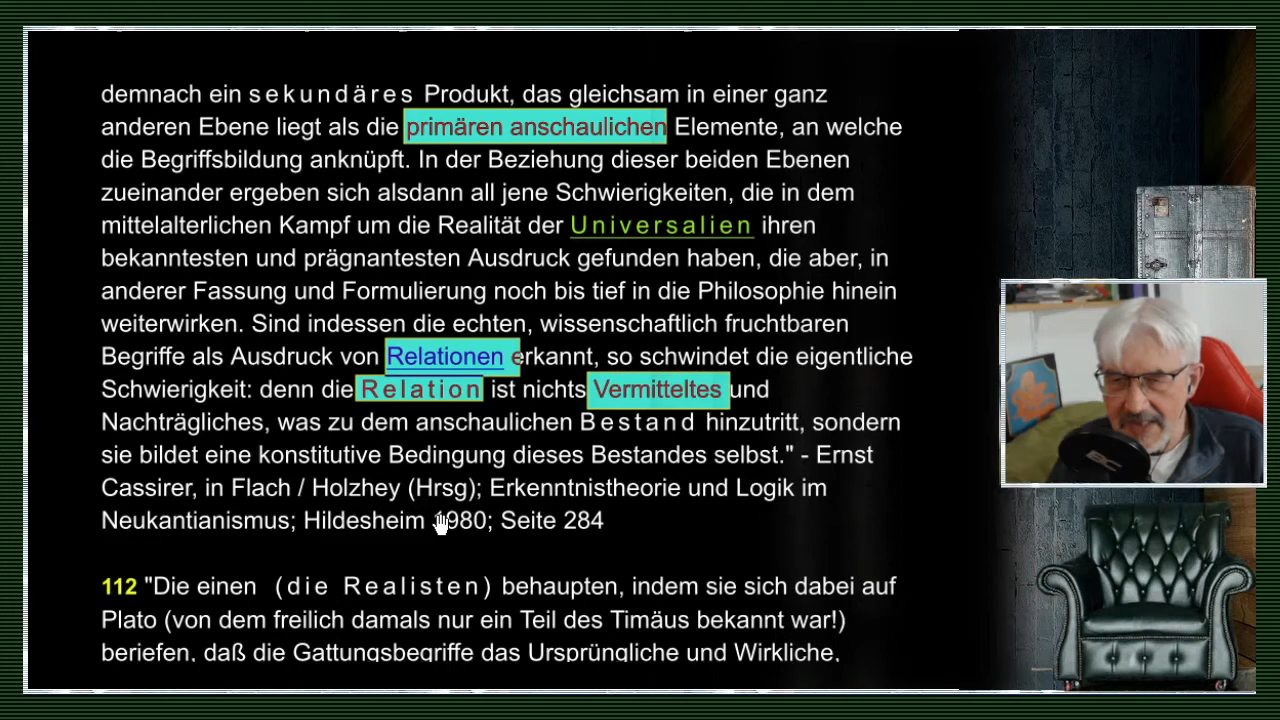 demnach ein s e k u n d ä r e s Produkt, das gleichsam in einer ganz
anderen Ebene liegt als die primären anschaulichen Elemente, an welche
die Begriffsbildung anknüpft. In der Beziehung dieser beiden Ebenen
zueinander ergeben sich alsdann all jene Schwierigkeiten, die in dem
mittelalterlichen Kampf um die Realität der U n i v e r s a l i e n ihren
bekanntesten und prägnantesten Ausdruck gefunden haben, die aber, in
anderer Fassung und Formulierung noch bis tief in die Philosophie hinein
weiterwirken. Sind indessen die echten, wissenschaftlich fruchtbaren
Begriffe als Ausdruck von Relationen erkannt, so schwindet die eigentliche
Schwierigkeit: denn die R e l a t i o n ist nichts Vermitteltes und
Nachträgliches, was zu dem anschaulichen B e s t a n d hinzutritt, sondern
sie bildet eine konstitutive Bedingung dieses Bestandes selbst." - Ernst
Cassirer, in Flach / Holzhey (Hrsg); Erkenntnistheorie und Logik im
Neukantianismus; Hildesheim 1980; Seite 284
112 "Die einen (d i e R e a l i s t e n) behaupten, indem sie sich dabei auf
Plato (von dem freilich damals nur ein Teil des Timäus bekannt war!)
beriefen, daß die Gattungsbegriffe das Ursprüngliche und Wirkliche,